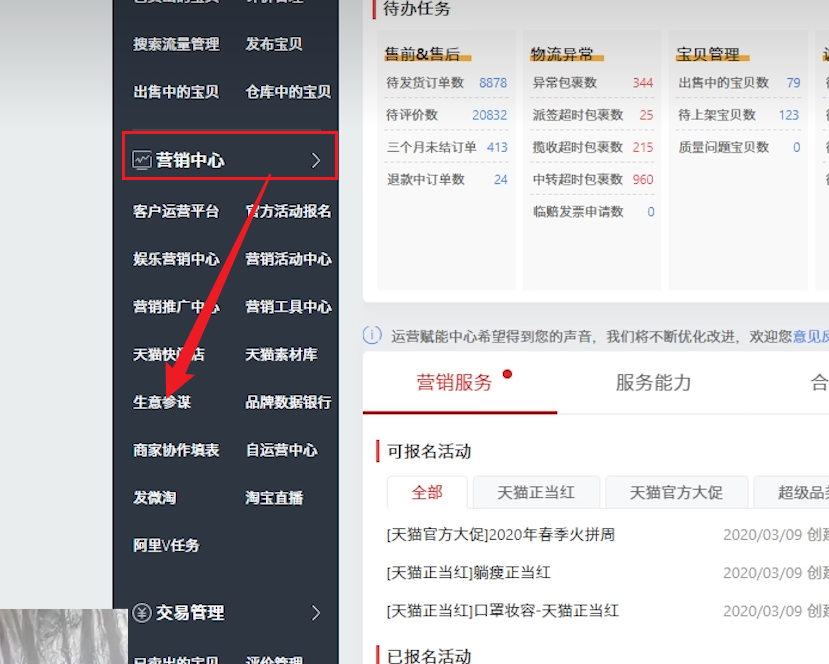 搜索流量管理 发布宝贝
出售中的宝贝 仓库中的宝贝
营销中心
客户运营平台 官方活动报名
娱乐营销中心 营销活动中心
营销推广中心 营销工具中心
天猫快闪店 天猫素材库
生意参谋 品牌数据银行
商家协作填表 自运营中心
发微淘 淘宝直播
阿里V任务
交易管理
已卖出的宝贝 评价管理
待办任务
售前&售后
待发货订单数 8878
待评价数 20832
三个月未结订单 413
退款中订单数 24
物流异常
异常包裹数 344
派签超时包裹数 25
揽收超时包裹数 215
中转超时包裹数 960
临赔发票申请数 0
宝贝管理
出售中的宝贝数 79
待上架宝贝数 123
质量问题宝贝数 0
运营赋能中心希望得到您的声音，我们将不断优化改进，欢迎您意见反
营销服务 服务能力 合
可报名活动
全部 天猫正当红 天猫官方大促 超级品类
[天猫官方大促]2020年春季火拼周 2020/03/09 创建
[天猫正当红]躺瘦正当红 2020/03/09 创建
[天猫正当红]口罩妆容-天猫正当红 2020/03/09 创建
已报名活动